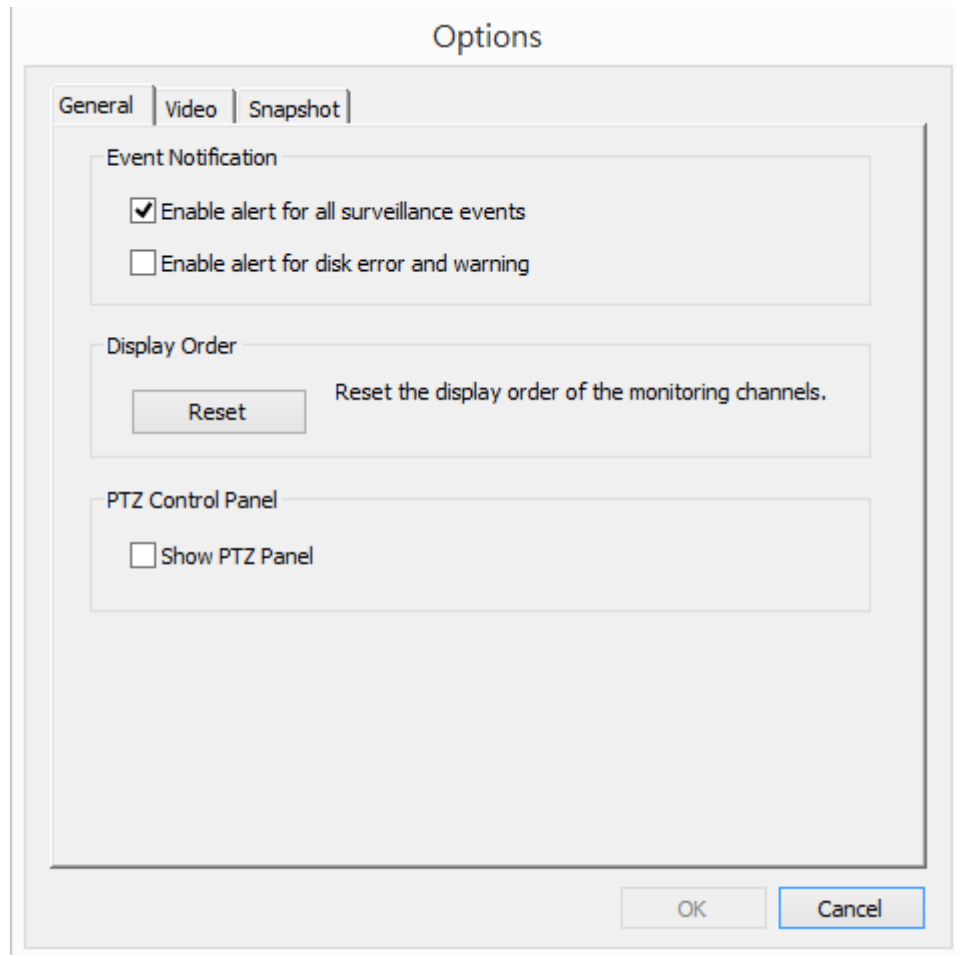 Options
General Video Snapshot
Event Notification
Enable alert for all surveillance events
Enable alert for disk error and warning
Display Order
Reset Reset the display order of the monitoring channels.
PTZ Control Panel
Show PTZ Panel
OK Cancel